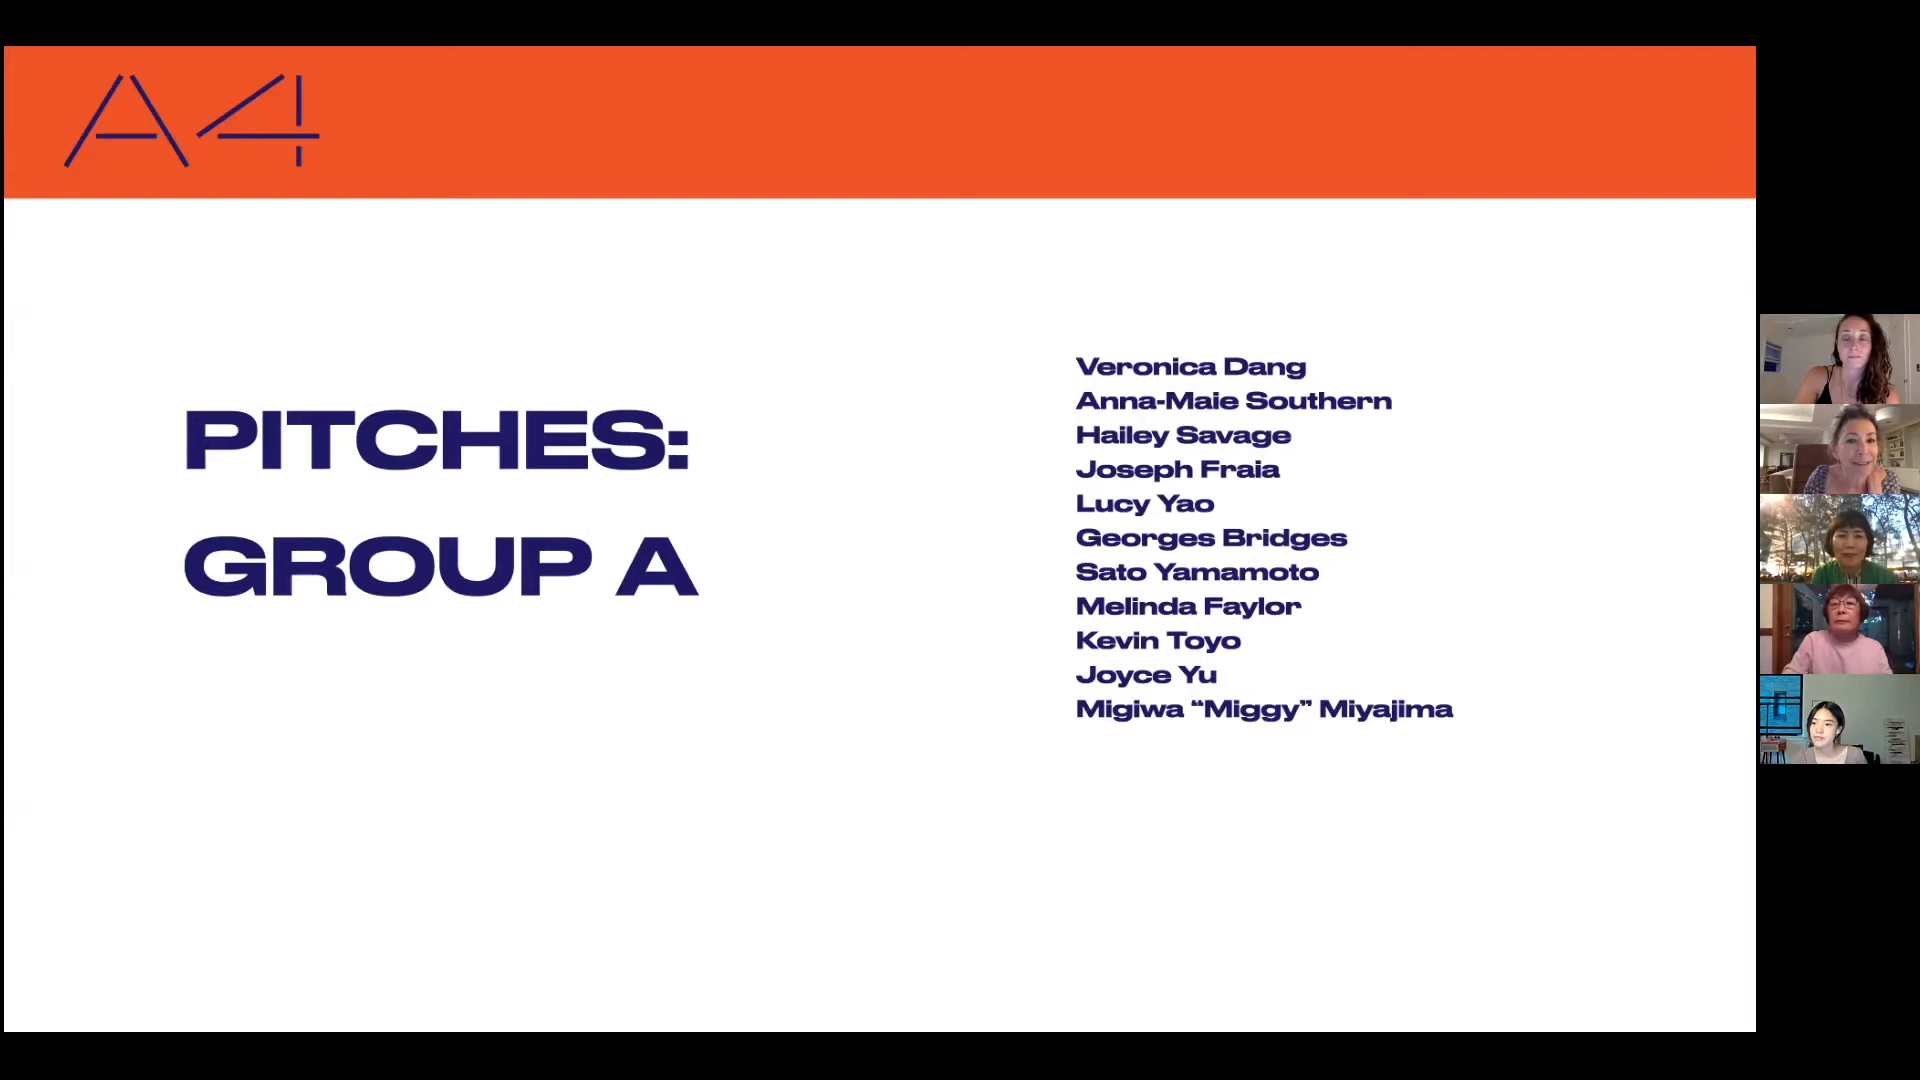 A4
PITCHES:
GROUP A
Veronica Dang
Anna-Maie Southern
Hailey Savage
Joseph Fraia
Lucy Yao
Georges Bridges
Sato Yamamoto
Melinda Faylor
Kevin Toyo
Joyce Yu
Migiwa “Miggy” Miyajima